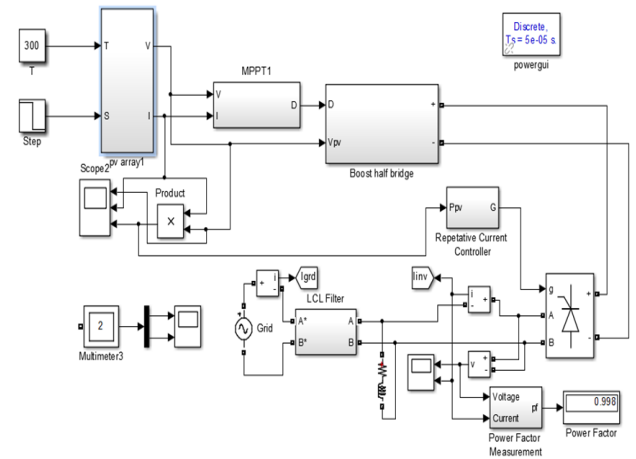 Discrete,
Ts = 5e-05 s.
powergui
300
T
Step
T
V
S
I
pv array1
MPPT1
V
I
D
D
Vpv
+
-
Boost half bridge
Scope2
Product
×
Ppv
G
Repetative Current
Controller
2
Multimeter3
+
-
i
Igrd
Grid
LCL Filter
A*
B*
A
B
Iinv
i
+
-
v
+
-
g
A
B
+
-
Voltage
Current
pf
Power Factor
Measurement
0.998
Power Factor